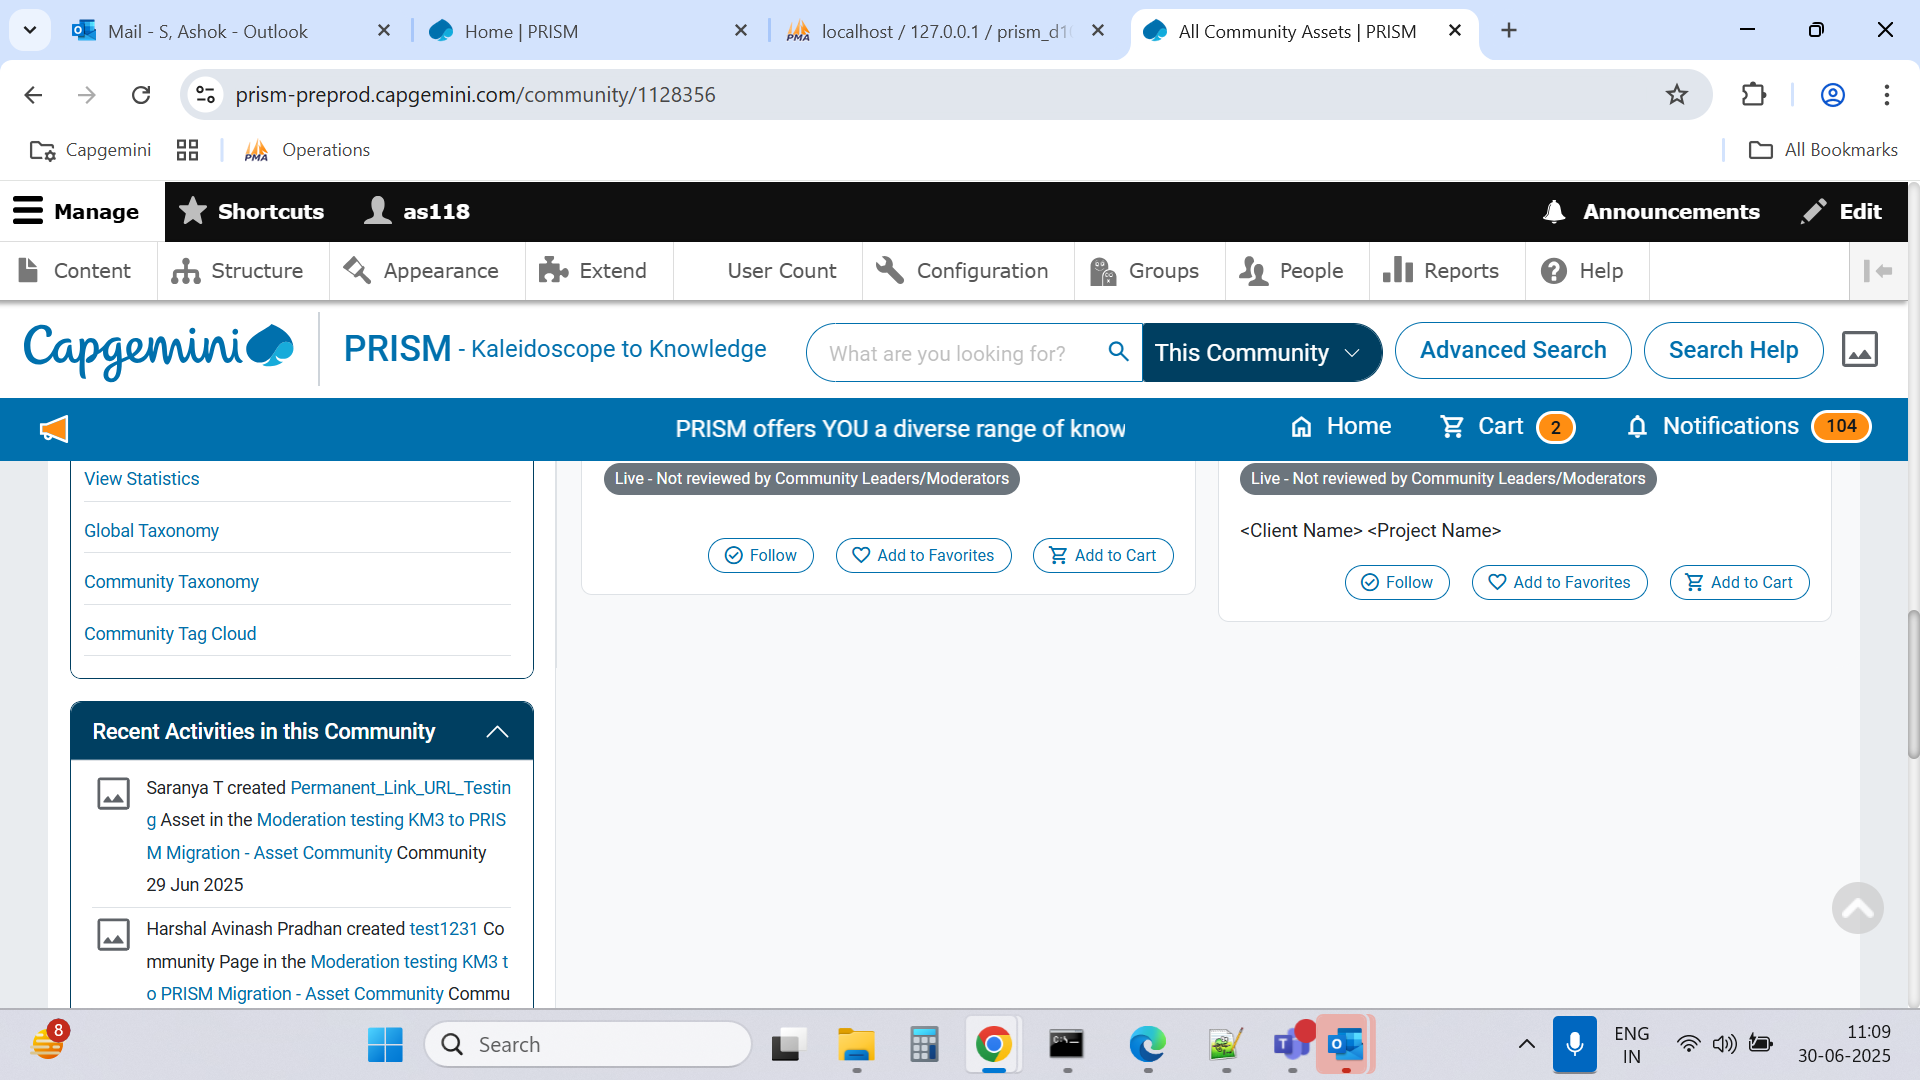 Mail - S, Ashok - Outlook
Home | PRISM
localhost / 127.0.0.1 / prism_d10
All Community Assets | PRISM
prism-preprod.capgemini.com/community/1128356
Capgemini
Operations
All Bookmarks
Manage
Shortcuts
as118
Announcements
Edit
Content
Structure
Appearance
Extend
User Count
Configuration
Groups
People
Reports
Help
Capgemini
PRISM - Kaleidoscope to Knowledge
What are you looking for?
This Community
Advanced Search
Search Help
PRISM offers YOU a diverse range of know
Home
Cart 2
Notifications 104
View Statistics
Global Taxonomy
Community Taxonomy
Community Tag Cloud
Live - Not reviewed by Community Leaders/Moderators
Follow
Add to Favorites
Add to Cart
Live - Not reviewed by Community Leaders/Moderators
<Client Name> <Project Name>
Follow
Add to Favorites
Add to Cart
Recent Activities in this Community
Saranya T created Permanent_Link_URL_Testin
g Asset in the Moderation testing KM3 to PRIS
M Migration - Asset Community Community
29 Jun 2025
Harshal Avinash Pradhan created test1231 Co
mmunity Page in the Moderation testing KM3 t
o PRISM Migration - Asset Community Commu
8
Search
ENG
IN
11:09
30-06-2025